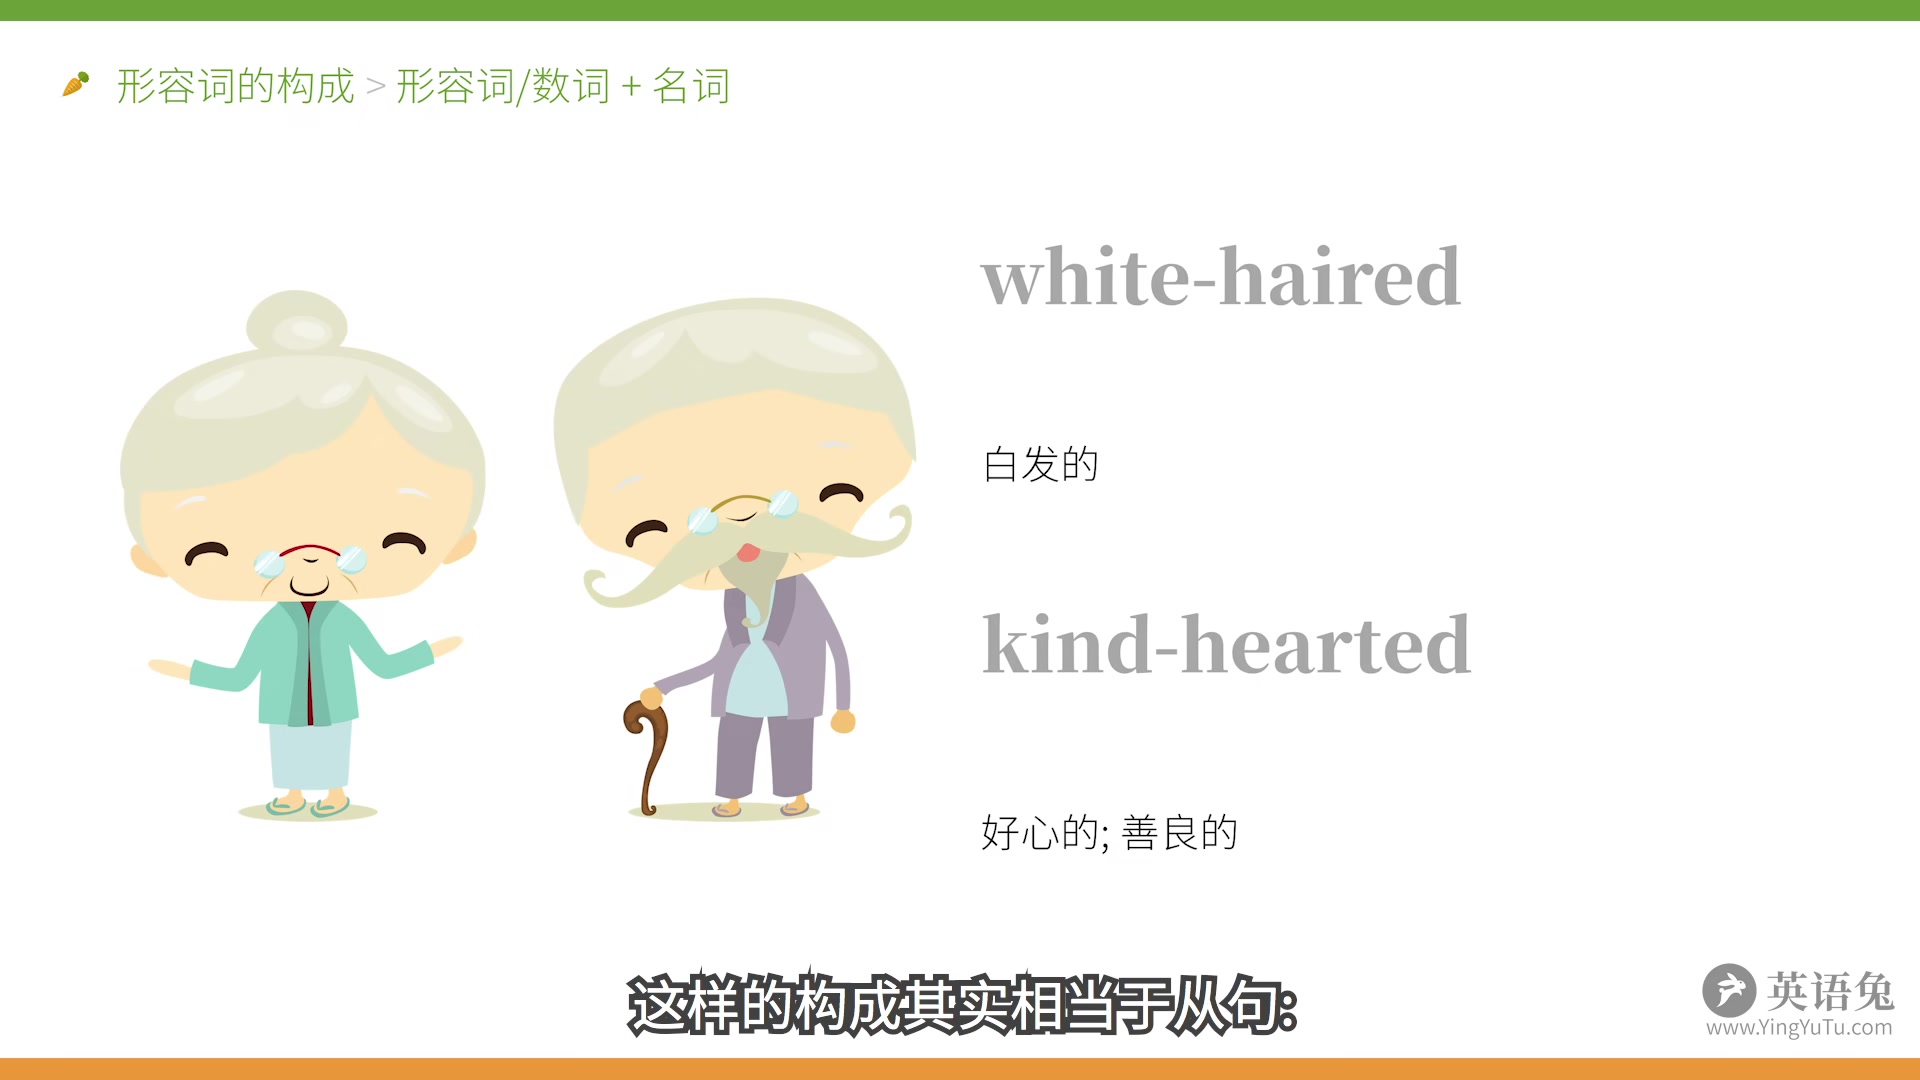 形容词的构成 > 形容词/数词 + 名词
white-haired
白发的
kind-hearted
好心的; 善良的
这样的构成其实相当于从句:
英语兔
www.YingYuTu.com